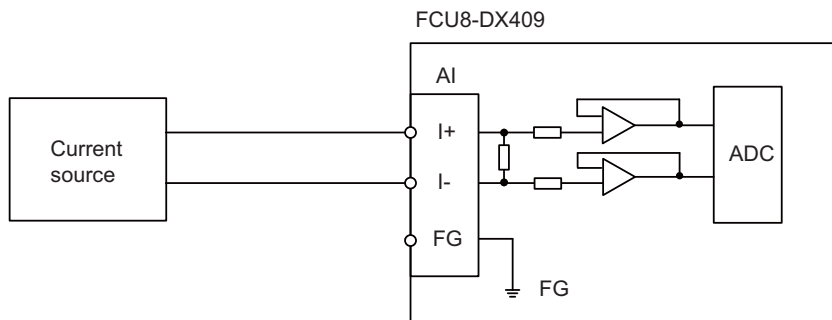 FCU8-DX409
AI
Current
source
I+
I-
FG
ADC
FG